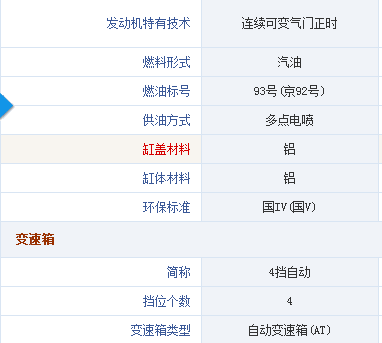 发动机特有技术 连续可变气门正时
燃料形式 汽油
燃油标号 93号(京92号)
供油方式 多点电喷
缸盖材料 铝
缸体材料 铝
环保标准 国IV(国V)
变速箱
简称 4挡自动
挡位个数 4
变速箱类型 自动变速箱(AT)